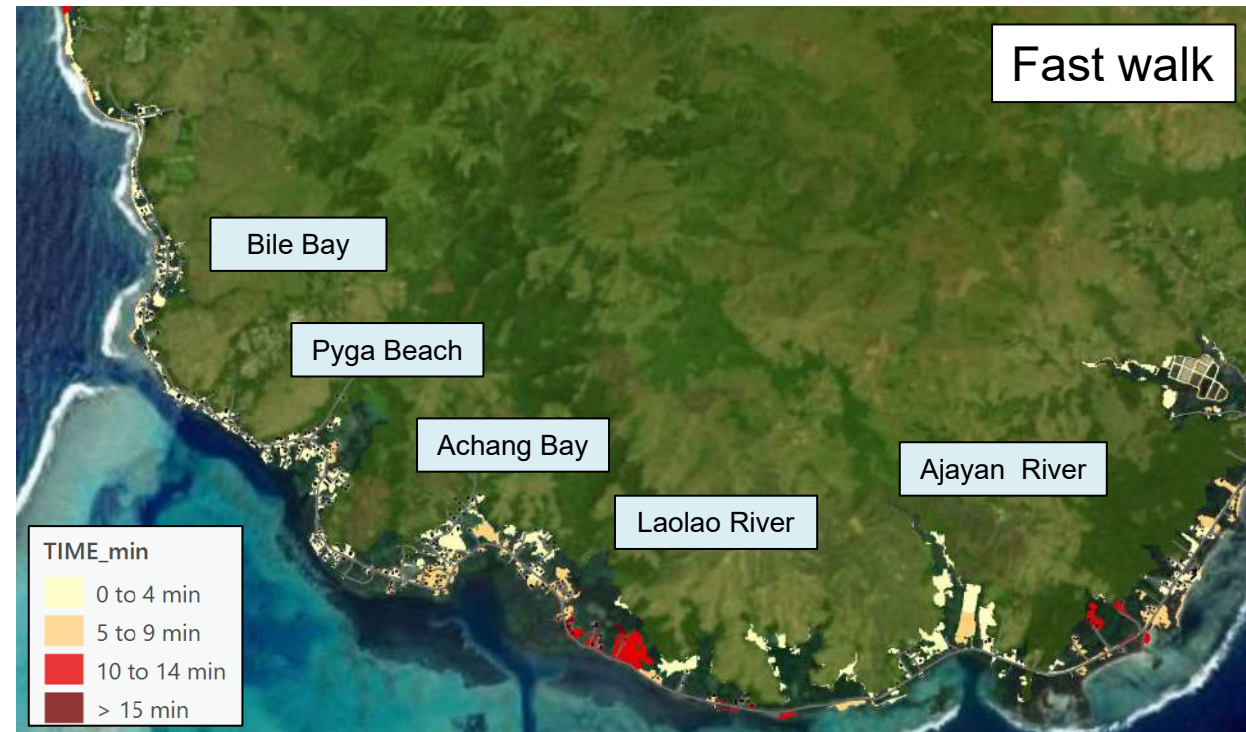 Fast walk
Bile Bay
Pyga Beach
Achang Bay
Ajayan  River
Laolao River
TIME_min
0 to 4 min
5 to 9 min
10 to 14 min
> 15 min